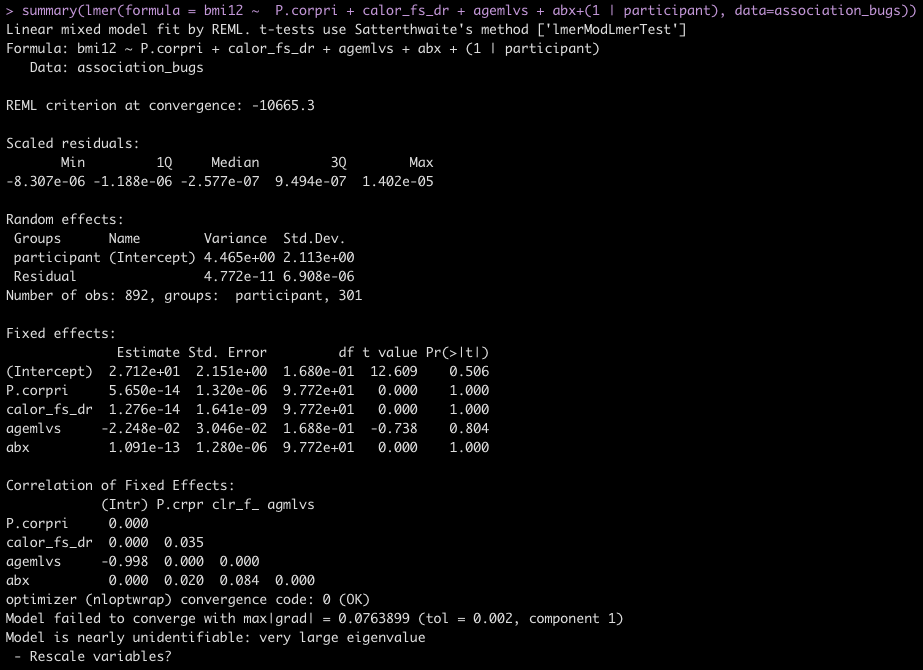 > summary(lmer(formula = bmi12 ~  P.corpri + calor_fs_dr + agemlvs + abx+(1 | participant), data=association_bugs))
Linear mixed model fit by REML. t-tests use Satterthwaite's method ['lmerModLmerTest']
Formula: bmi12 ~ P.corpri + calor_fs_dr + agemlvs + abx + (1 | participant)
   Data: association_bugs

REML criterion at convergence: -10665.3

Scaled residuals:
       Min         1Q     Median         3Q        Max
-8.307e-06 -1.188e-06 -2.577e-07  9.494e-07  1.402e-05

Random effects:
 Groups      Name        Variance  Std.Dev.
 participant (Intercept) 4.465e+00 2.113e+00
 Residual                4.772e-11 6.908e-06
Number of obs: 892, groups:  participant, 301

Fixed effects:
              Estimate Std. Error         df t value Pr(>|t|)
(Intercept)  2.712e+01  2.151e+00  1.680e-01  12.609    0.506
P.corpri     5.650e-14  1.320e-06  9.772e+01   0.000    1.000
calor_fs_dr  1.276e-14  1.641e-09  9.772e+01   0.000    1.000
agemlvs     -2.248e-02  3.046e-02  1.688e-01  -0.738    0.804
abx          1.091e-13  1.280e-06  9.772e+01   0.000    1.000

Correlation of Fixed Effects:
            (Intr) P.crpr clr_f_ agmlvs
P.corpri     0.000
calor_fs_dr  0.000  0.035
agemlvs     -0.998  0.000  0.000
abx          0.000  0.020  0.084  0.000
optimizer (nloptwrap) convergence code: 0 (OK)
Model failed to converge with max|grad| = 0.0763899 (tol = 0.002, component 1)
Model is nearly unidentifiable: very large eigenvalue
 - Rescale variables?